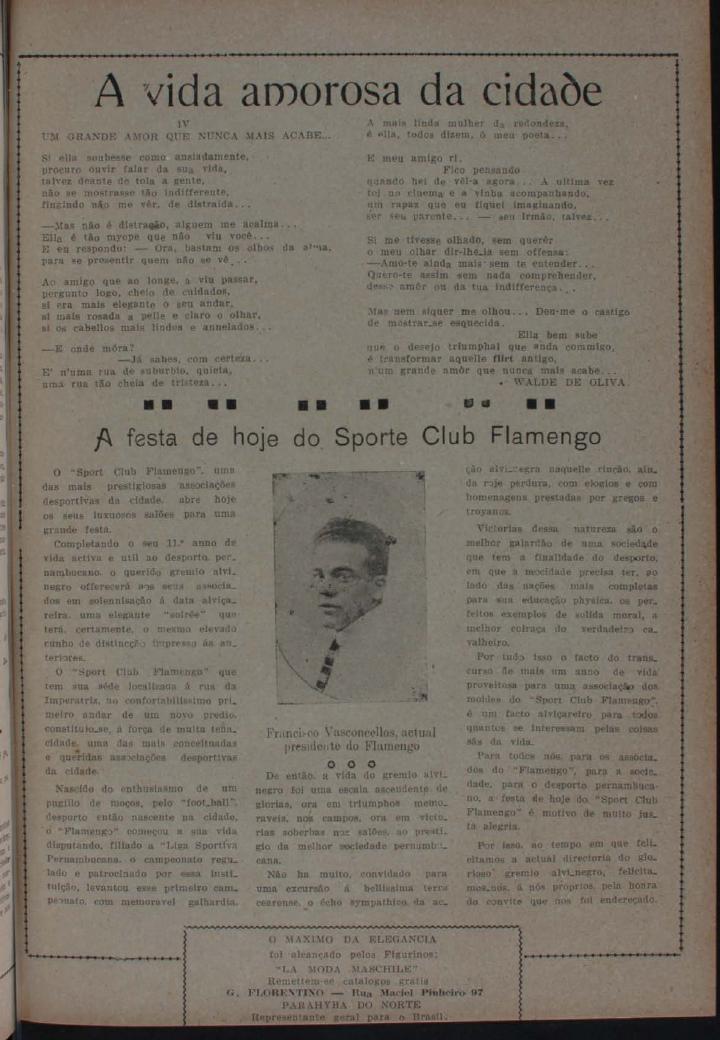 A vida amorosa da cidade
IV
UM GRANDE AMOR QUE NUNCA MAIS ACABE...
Si ella soubesse como anciadamente,
procuro ouvir falar da sua vida,
talvez deante de tola a gente,
não se mostrasse tão indifferente,
fingindo não me vêr, de distraida...
—Mas não é distração, alguem me acalma...
Ella é tão myope que não viu você...
E eu respondo: — Ora, bastam os olhos da alma,
para se presentir quem não se vê...
Ao amigo que ao longe, a viu passar,
pergunto logo, cheio de cuidados,
si era mais elegante o seu andar,
si mais rosada a pelle e claro o olhar,
si os cabellos mais lindos e annelados...
—E onde móra?
—Já sabes, com certeza...
E' n'uma rua de suburbio, quieta,
uma rua tão cheia de tristeza...
A mais linda mulher da redondeza,
é ella, todos dizem, ó meu poeta...
E meu amigo ri.
Fico pensando
quando hei de vêl-a agora... A ultima vez
foi no cinema e a vinha acompanhando,
um rapaz que eu fiquei imaginando,
ser seu parente... — seu irmão, talvez...
Si me tivesse olhado, sem querêr
o meu olhar dir-lhe-ia sem offensa:
—Amo-te ainda mais sem te entender...
Quero-te assim sem nada comprehender,
desse amôr ou da tua indifferença...
Mas nem siquer me olhou... Deu-me o castigo
de mostrar-se esquecida.
Ella bem sabe
que o desejo triumphal que anda commigo,
é transformar aquelle flirt antigo,
n'um grande amôr que nunca mais acabe...
WALDE DE OLIVA
A festa de hoje do Sporte Club Flamengo
O "Sport Club Flamengo", uma
das mais prestigiosas associações
desportivas da cidade, abre hoje
os seus luxuosos salões para uma
grande festa.
Completando o seu 11.º anno de
vida activa e util ao desporto per-
nambucano, o querido gremio alvi-
negro offerecerá aos seus associa-
dos em solennisação á data alviça-
reira, uma elegante "soirée" que
terá, certamente, o mesmo elevado
cunho de distincção impresso ás an-
teriores.
O "Sport Club Flamengo" que
tem sua séde localizada á rua da
Imperatriz, no confortabilissimo pri-
meiro andar de um novo predio,
constituio-se, á força de muita tena-
cidade, uma das mais conceituadas
e queridas associações desportivas
da cidade.
Nascido do enthusiasmo de um
pugillo de moços, pelo "foot-ball",
desporto então nascente na cidade,
o "Flamengo" começou a sua vida
disputando, filiado a "Liga Sportiva
Pernambucana, o campeonato regu-
lado e patrocinado por essa insti-
tuição, levantou esse primeiro cam-
peonato, com memoravel galhardia.
Francisco Vasconcellos, actual
presidente do Flamengo
De então, a vida do gremio alvi-
negro foi uma escala ascendente de
glorias, ora em triumphos memo-
raveis, nos campos, ora em victo-
rias soberbas nos salões, ao presti-
gio da melhor sociedade pernambu-
cana.
Não ha muito, convidado para
uma excursão á bellissima terra
cearense, o écho sympathico da ac-
ção alvi-negra naquelle rincão, ain-
da hoje perdura, com elogios e com
homenagens prestadas por gregos e
troyanos.
Victorias dessa natureza são o
melhor galardão de uma sociedade
que tem a finalidade do desporto,
em que a mocidade precisa ter, ao
lado das nações mais completas
para sua educação physica, os per-
feitos exemplos de solida moral, a
melhor coiraça do verdadeiro ca-
valheiro.
Por tudo isso o facto do trans-
curso de mais um anno de vida
proveitosa para uma associação dos
moldes do "Sport Club Flamengo",
é um facto alviçareiro para todos
quantos se interessam pelas coisas
sãs da vida.
Para todos nós, para os associa-
dos do "Flamengo", para a socie-
dade, para o desporto pernambuca-
no, a festa de hoje do "Sport Club
Flamengo" é motivo de muito jus-
ta alegria.
Por isso, ao tempo em que feli-
citamos a actual directoria do glo-
rioso gremio alvi-negro, felicita-
mos-nos, á nós proprios, pela honra
do convite que nos foi endereçado.
O MAXIMO DA ELEGANCIA
foi alcançado pelos Figurinos:
"LA MODA MASCHILE"
Remettem-se catalogos gratis
G. FLORENTINO — Rua Maciel Pinheiro 97
PARAHYBA DO NORTE
Representante geral para o Brasil.